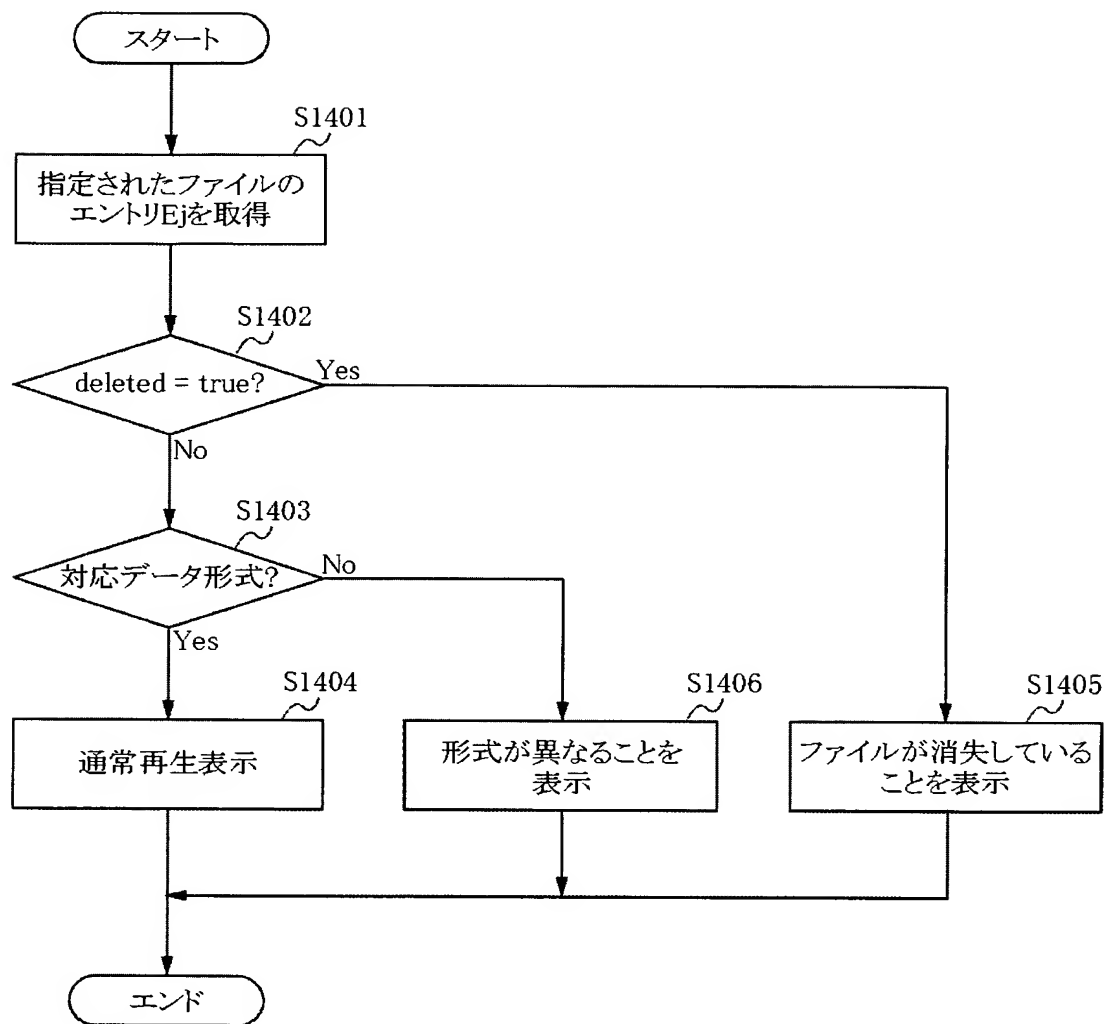 スタート
S1401
指定されたファイルの
エントリEjを取得
S1402
deleted = true?
Yes
No
S1403
対応データ形式?
No
Yes
S1404
通常再生表示
S1406
形式が異なることを
表示
S1405
ファイルが消失している
ことを表示
エンド